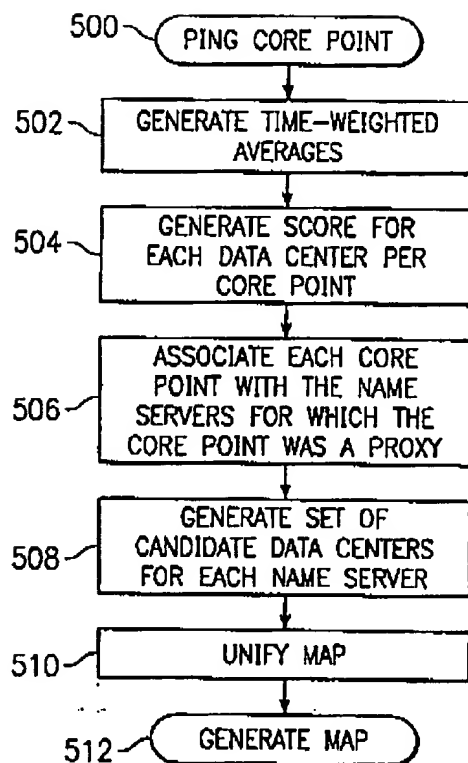 500
PING CORE POINT
502
GENERATE TIME-WEIGHTED
AVERAGES
504
GENERATE SCORE FOR
EACH DATA CENTER PER
CORE POINT
506
ASSOCIATE EACH CORE
POINT WITH THE NAME
SERVERS FOR WHICH THE
CORE POINT WAS A PROXY
508
GENERATE SET OF
CANDIDATE DATA CENTERS
FOR EACH NAME SERVER
510
UNIFY MAP
512
GENERATE MAP